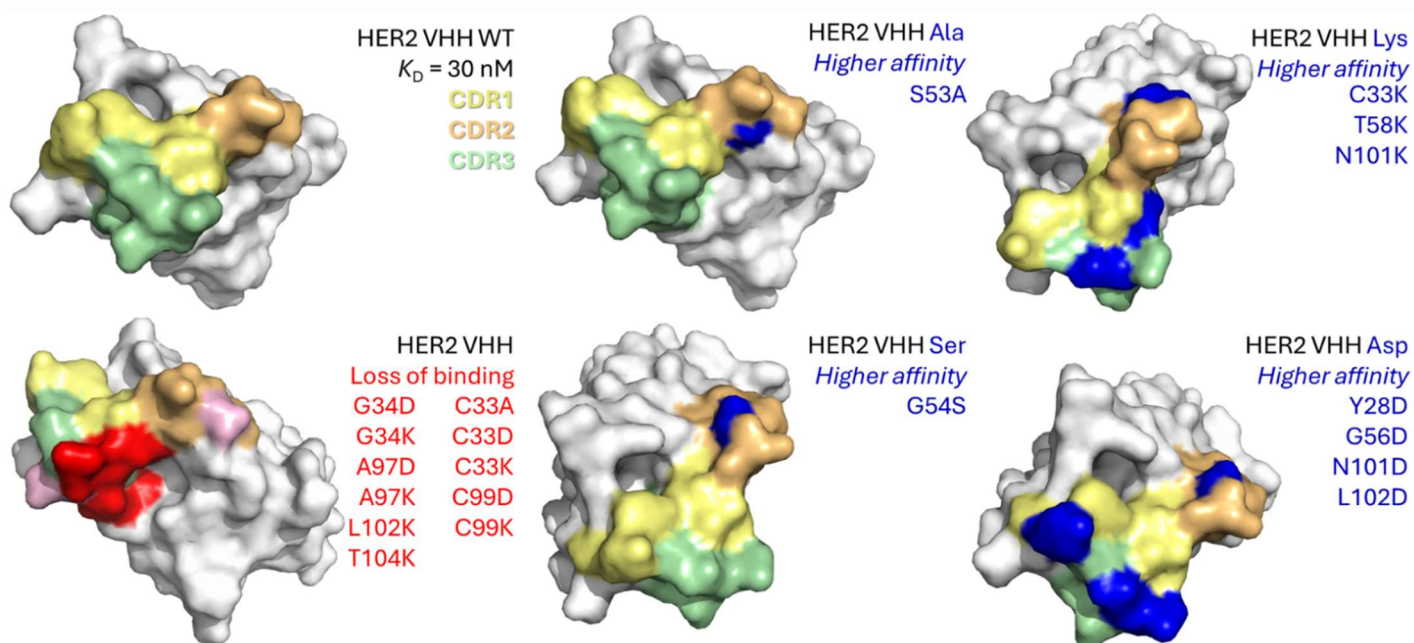 HER2 VHH WT
K_D = 30 nM
CDR1
CDR2
CDR3
HER2 VHH Ala
Higher affinity
S53A
HER2 VHH Lys
Higher affinity
C33K
T58K
N101K
HER2 VHH
Loss of binding
G34D C33A
G34K C33D
A97D C33K
A97K C99D
L102K C99K
T104K
HER2 VHH Ser
Higher affinity
G54S
HER2 VHH Asp
Higher affinity
Y28D
G56D
N101D
L102D